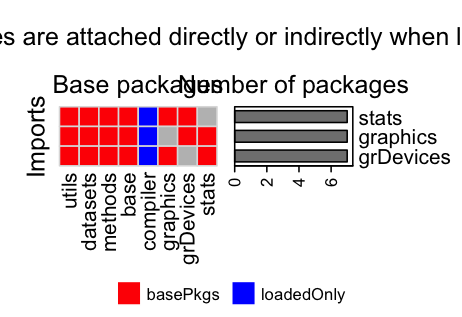 es are attached directly or indirectly when l
Base packages
Number of packages
Imports
stats
graphics
grDevices
utils
datasets
methods
base
compiler
graphics
grDevices
stats
0 2 4 6
basePkgs loadedOnly